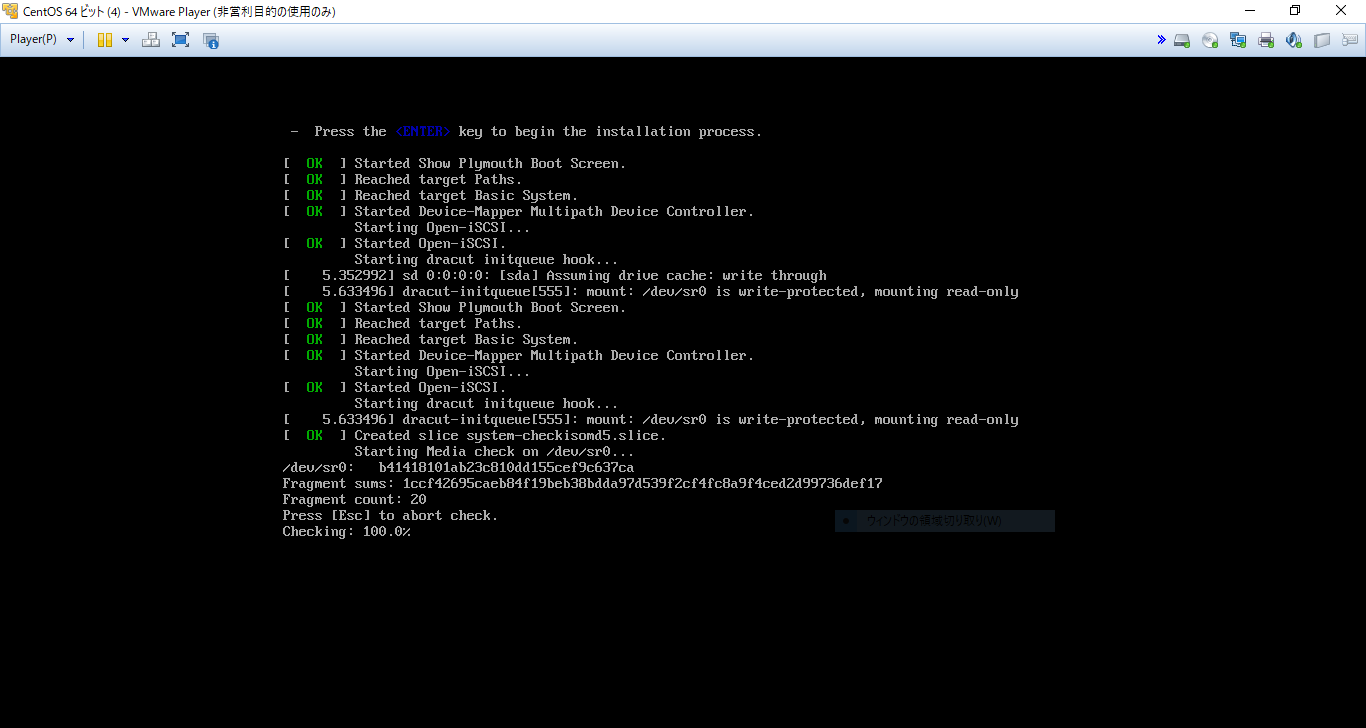 CentOS 64 ビット (4) - VMware Player (非営利目的の使用のみ)
Player(P)
- Press the <ENTER> key to begin the installation process.
[  OK  ] Started Show Plymouth Boot Screen.
[  OK  ] Reached target Paths.
[  OK  ] Reached target Basic System.
[  OK  ] Started Device-Mapper Multipath Device Controller.
Starting Open-iSCSI...
[  OK  ] Started Open-iSCSI.
Starting dracut initqueue hook...
[    5.352992] sd 0:0:0:0: [sda] Assuming drive cache: write through
[    5.633496] dracut-initqueue[555]: mount: /dev/sr0 is write-protected, mounting read-only
[  OK  ] Started Show Plymouth Boot Screen.
[  OK  ] Reached target Paths.
[  OK  ] Reached target Basic System.
[  OK  ] Started Device-Mapper Multipath Device Controller.
Starting Open-iSCSI...
[  OK  ] Started Open-iSCSI.
Starting dracut initqueue hook...
[    5.633496] dracut-initqueue[555]: mount: /dev/sr0 is write-protected, mounting read-only
[  OK  ] Created slice system-checkisomd5.slice.
Starting Media check on /dev/sr0...
/dev/sr0:   b41418101ab23c810dd155cef9c637ca
Fragment sums: 1ccf42695caeb84f19beb38bdda97d539f2cf4fc8a9f4ced2d99736def17
Fragment count: 20
Press [Esc] to abort check.
Checking: 100.0%
ウィンドウの領域切り取り(W)